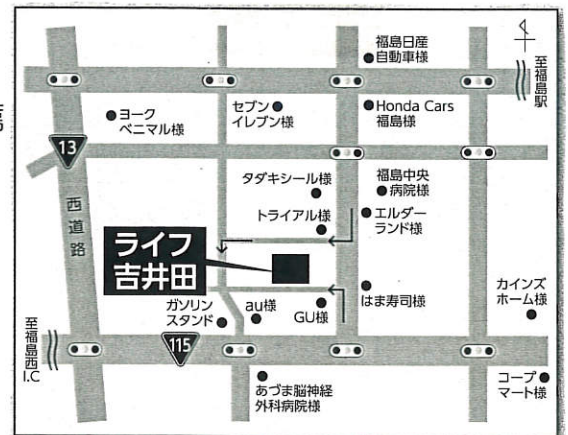 福島日産
自動車様
至福島駅
ヨーク
ベニマル様
セブン
イレブン様
Honda Cars
福島様
13
タダキシール様
福島中央
病院様
トライアル様
エルダー
ランド様
西道路
ライフ
吉井田
はま寿司様
カインズ
ホーム様
ガソリン
スタンド
au様
GU様
至福島西
I.C
115
あづま脳神経
外科病院様
コープ
マート様